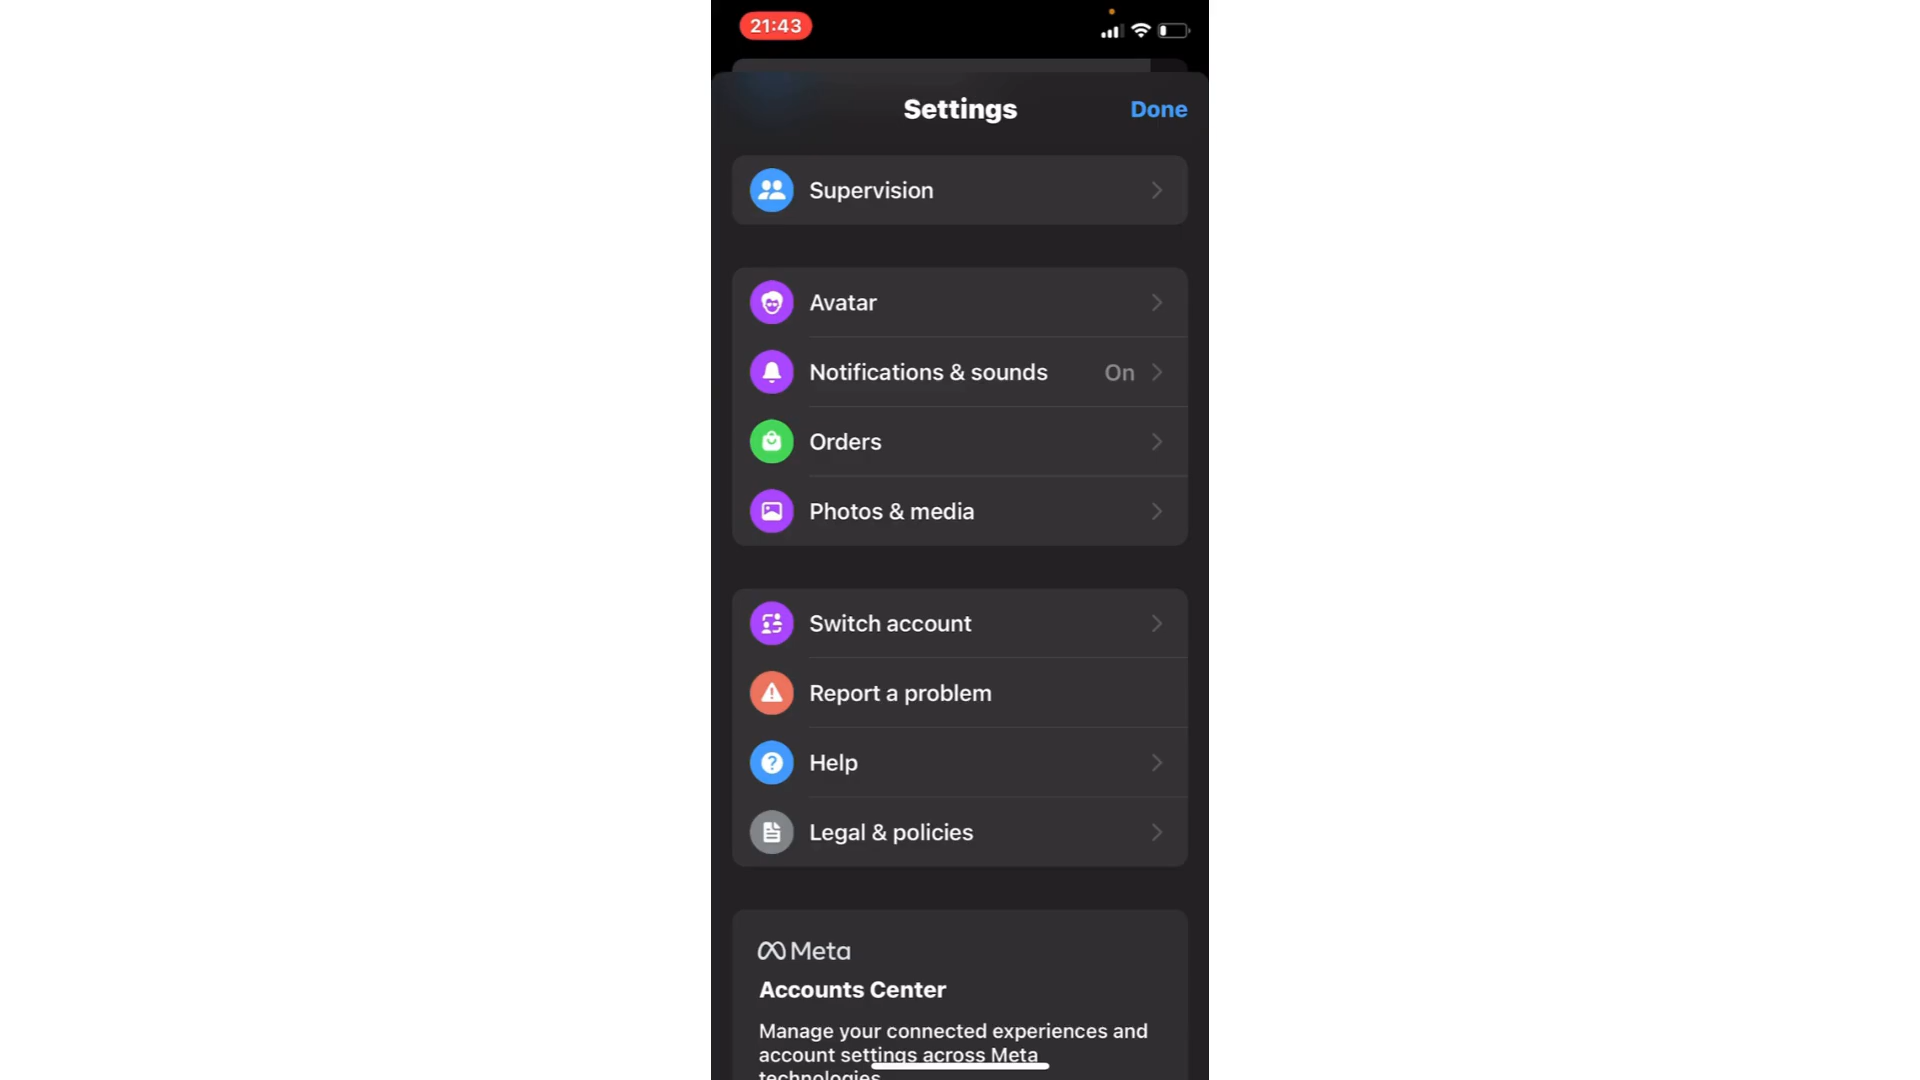 21:43
Settings
Done
Supervision
Avatar
Notifications & sounds On
Orders
Photos & media
Switch account
Report a problem
Help
Legal & policies
Meta
Accounts Center
Manage your connected experiences and
account settings across Meta
technologies